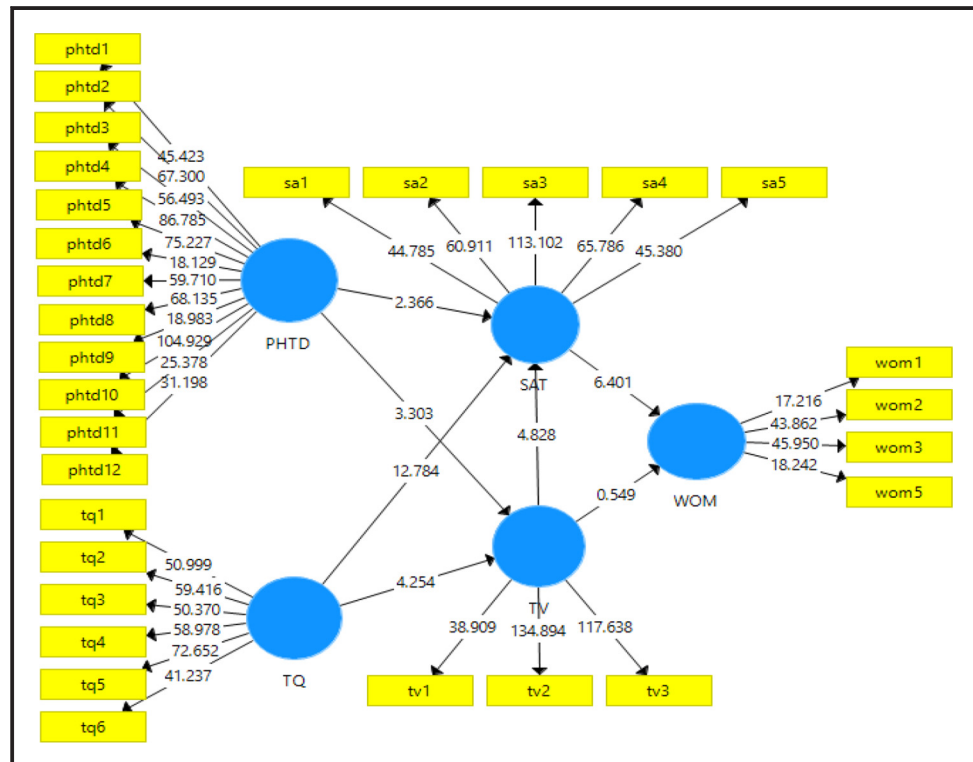 phtd1
phtd2
phtd3
phtd4
phtd5
phtd6
phtd7
phtd8
phtd9
phtd10
phtd11
phtd12
45.423
67.300
56.493
86.785
75.227
18.129
59.710
68.135
18.983
104.929
25.378
31.198
PHTD
sa1
sa2
sa3
sa4
sa5
44.785
60.911
113.102
65.786
45.380
2.366
SAT
6.401
3.303
4.828
12.784
0.549
4.254
WOM
17.216
43.862
45.950
18.242
wom1
wom2
wom3
wom5
tq1
tq2
tq3
tq4
tq5
tq6
50.999
59.416
50.370
58.978
72.652
41.237
TQ
TV
38.909
134.894
117.638
tv1
tv2
tv3